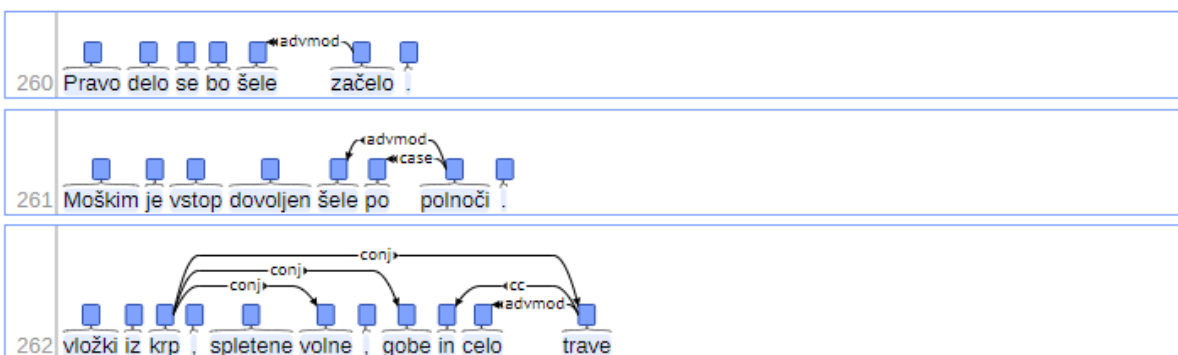 advmod
260 Pravo delo se bo šele začelo .
advmod
case
261 Moškim je vstop dovoljen šele po polnoči .
conj
conj
conj cc
advmod
262 vložki iz krp , spletene volne , gobe in celo trave